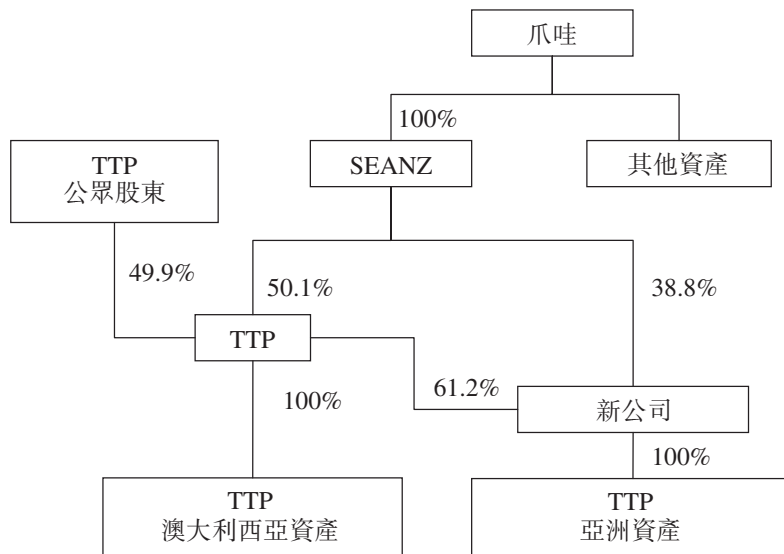 爪哇
100%
TTP
公眾股東
SEANZ
其他資產
49.9%
50.1%
38.8%
TTP
61.2%
100%
新公司
100%
TTP
澳大利西亞資產
TTP
亞洲資產